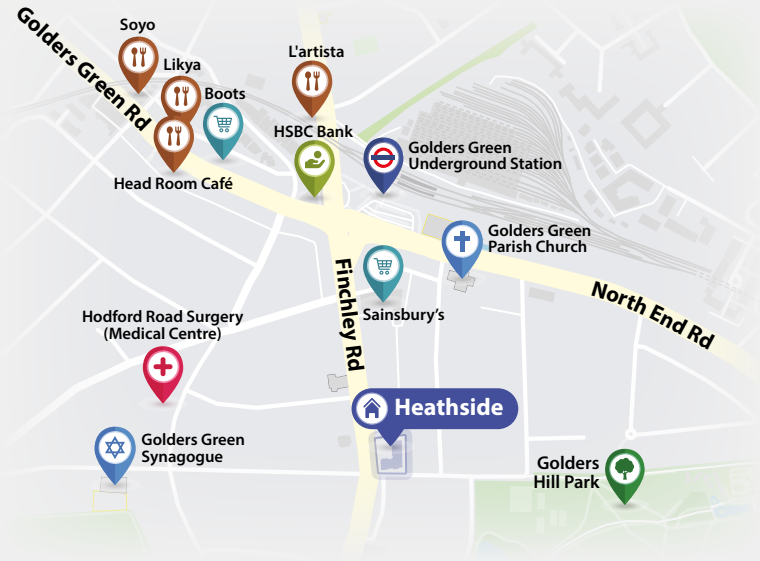 Soyo
Golders Green Rd
Likya
L'artista
Boots
HSBC Bank
Golders Green
Underground Station
Head Room Café
Golders Green
Parish Church
Finchley Rd
North End Rd
Sainsbury's
Hodford Road Surgery
(Medical Centre)
Heathside
Golders Green
Synagogue
Golders
Hill Park